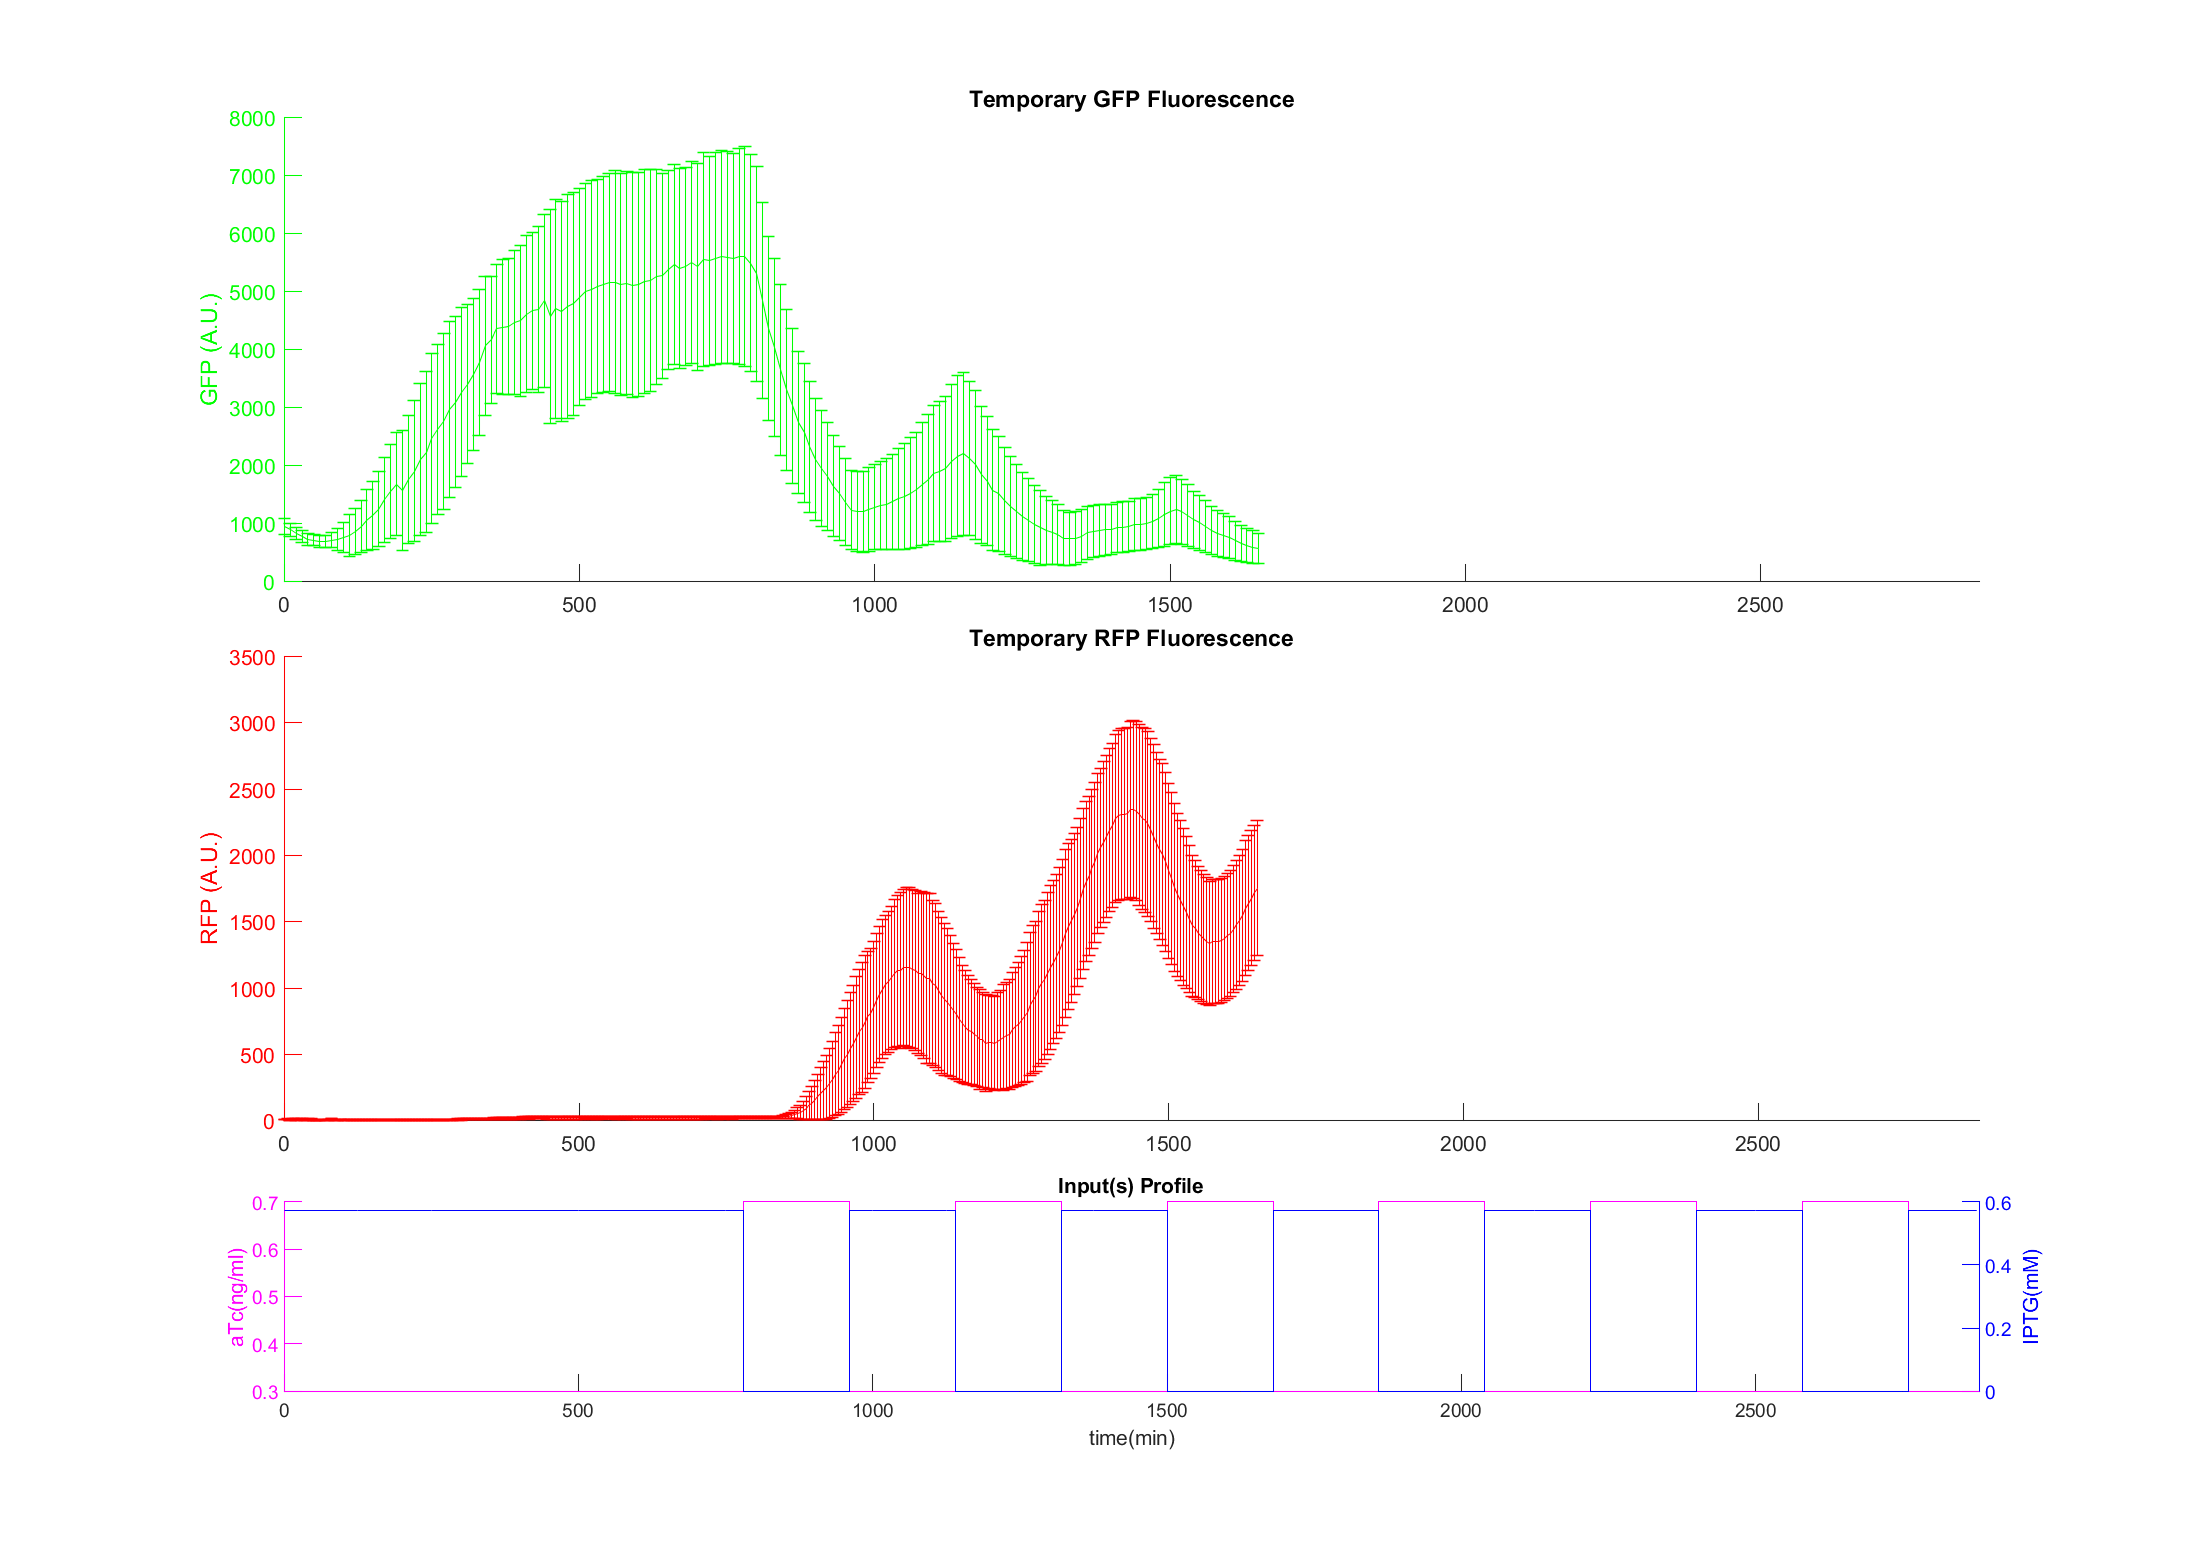 Temporary GFP Fluorescence
8000
7000
6000
5000
4000
3000
2000
1000
0
GFP (A.U.)
0 500 1000 1500 2000 2500
Temporary RFP Fluorescence
3500
3000
2500
2000
1500
1000
500
0
RFP (A.U.)
0 500 1000 1500 2000 2500
Input(s) Profile
0.7
0.6
0.5
0.4
0.3
aTc(ng/ml)
0.6
0.4
0.2
0
IPTG(mM)
0 500 1000 1500 2000 2500
time(min)